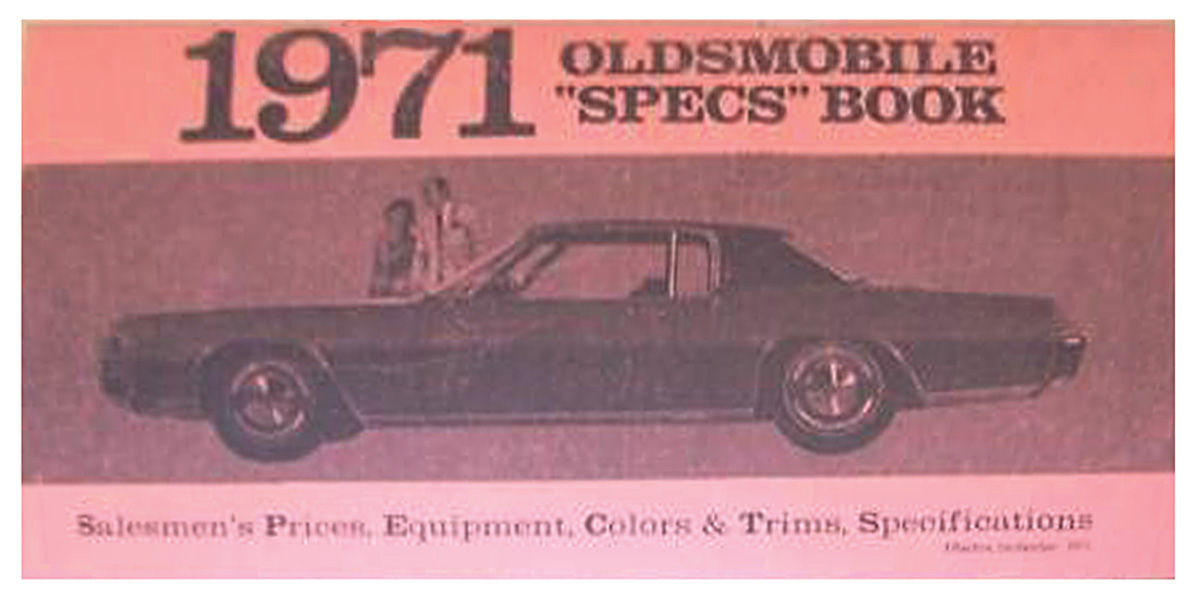 1971
OLDSMOBILE
"SPECS" BOOK
Salesmen's Prices, Equipment, Colors & Trims, Specifications